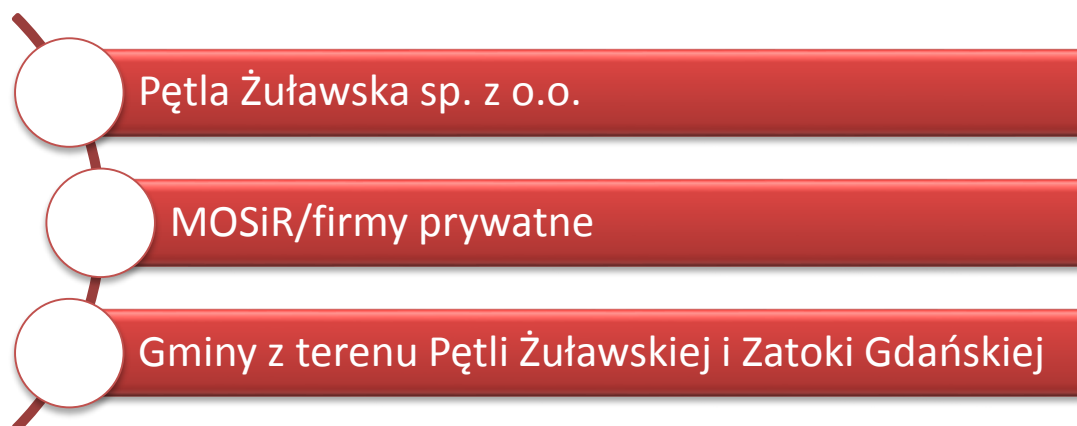 Pętla Żuławska sp. z o.o.
MOSiR/firmy prywatne
Gminy z terenu Pętli Żuławskiej i Zatoki Gdańskiej